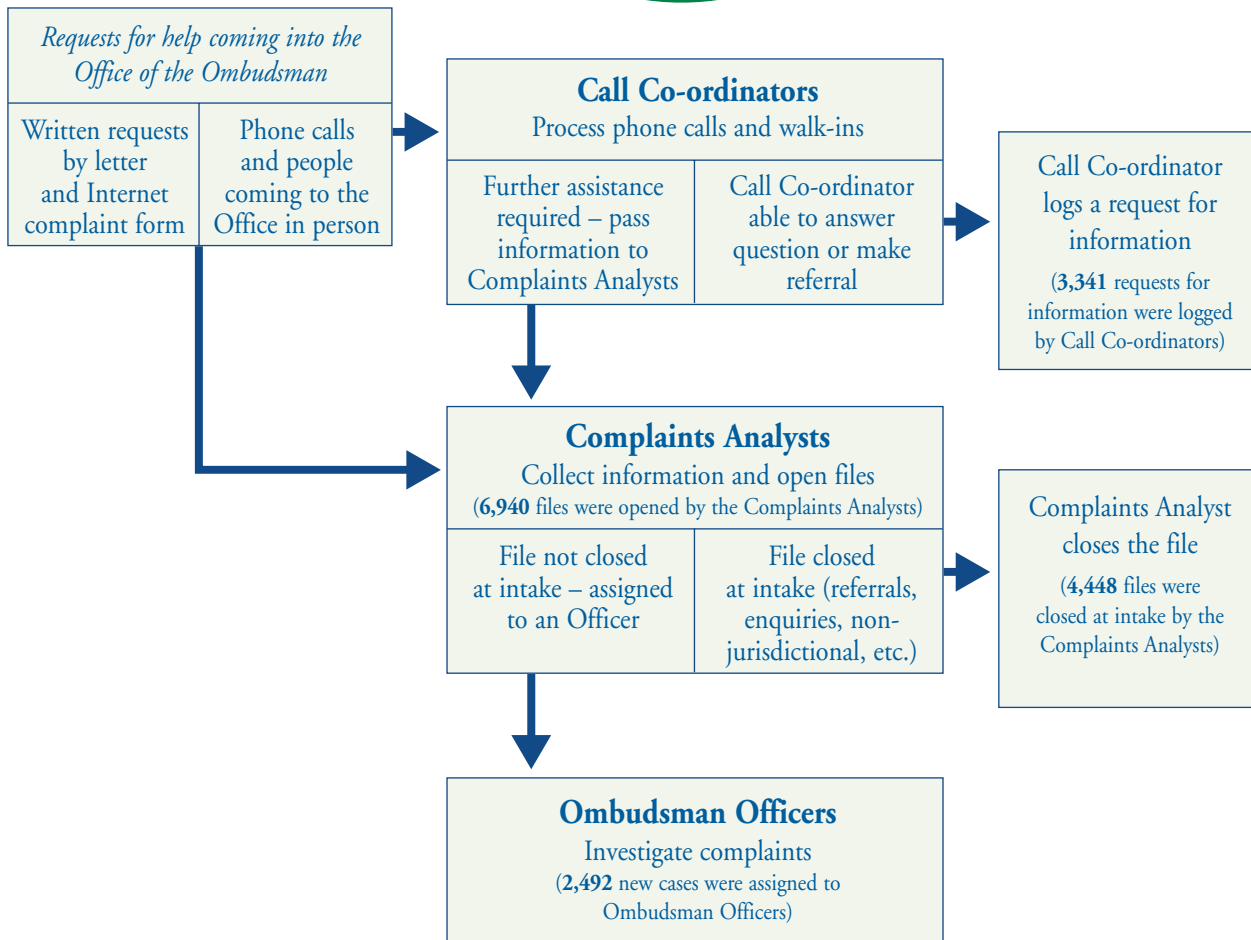 Requests for help coming into the
Office of the Ombudsman
Written requests
by letter
and Internet
complaint form
Phone calls
and people
coming to the
Office in person
Call Co-ordinators
Process phone calls and walk-ins
Further assistance
required – pass
information to
Complaints Analysts
Call Co-ordinator
able to answer
question or make
referral
Call Co-ordinator
logs a request for
information
(3,341 requests for
information were logged
by Call Co-ordinators)
Complaints Analysts
Collect information and open files
(6,940 files were opened by the Complaints Analysts)
File not closed
at intake – assigned
to an Officer
File closed
at intake (referrals,
enquiries, non-
jurisdictional, etc.)
Complaints Analyst
closes the file
(4,448 files were
closed at intake by the
Complaints Analysts)
Ombudsman Officers
Investigate complaints
(2,492 new cases were assigned to
Ombudsman Officers)